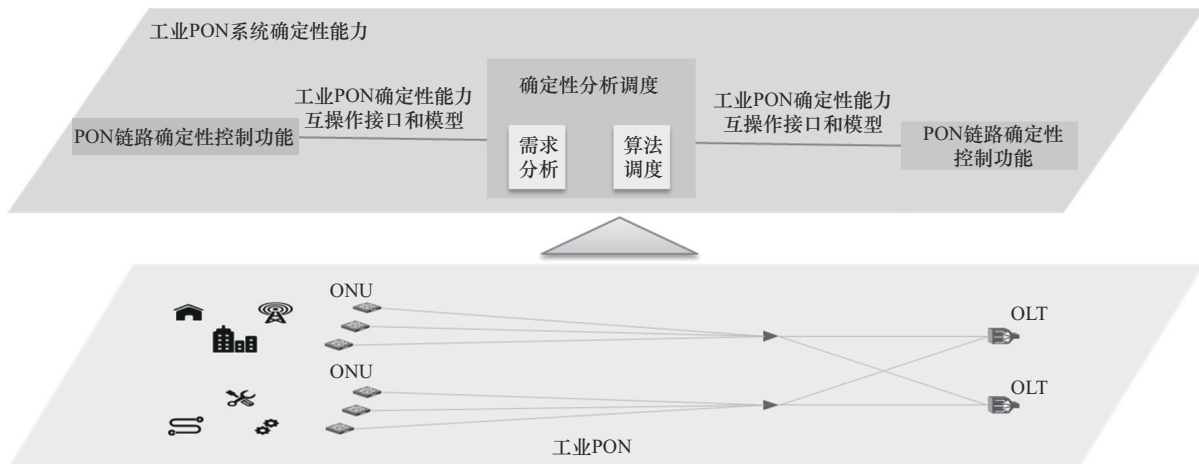 工业PON系统确定性能力
确定性分析调度
工业PON确定性能力
互操作接口和模型
工业PON确定性能力
互操作接口和模型
PON链路确定性控制功能
需求
分析
算法
调度
PON链路确定性
控制功能
ONU
OLT
ONU
OLT
工业PON